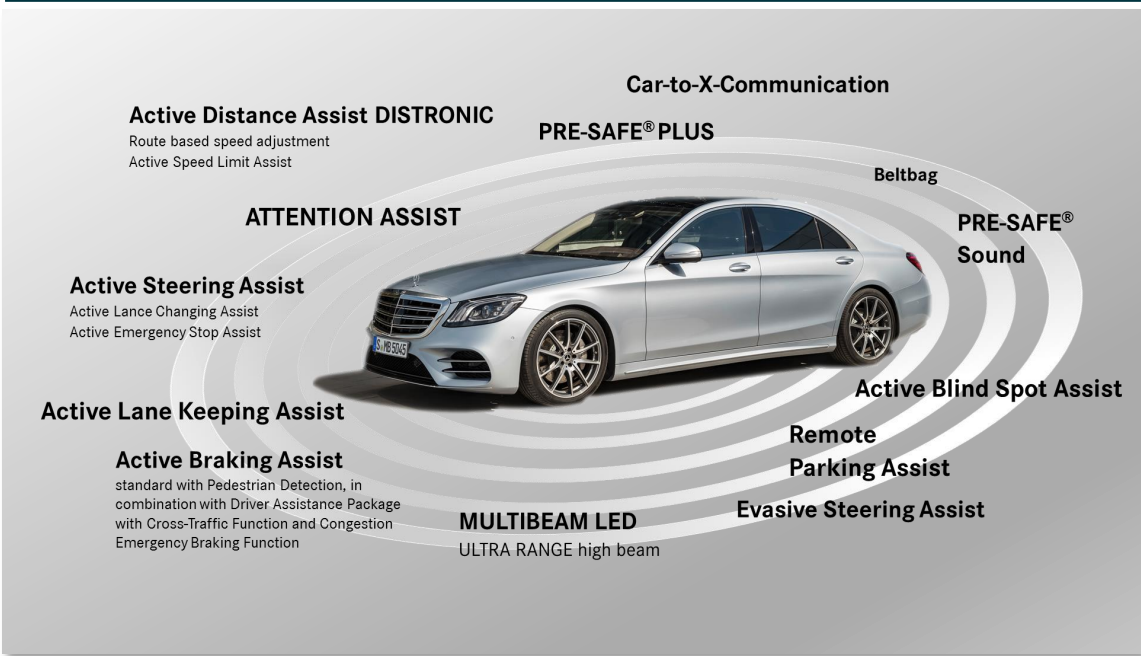 Car-to-X-Communication
Active Distance Assist DISTRONIC
Route based speed adjustment
Active Speed Limit Assist
PRE-SAFE® PLUS
Beltbag
ATTENTION ASSIST
PRE-SAFE®
Sound
Active Steering Assist
Active Lance Changing Assist
Active Emergency Stop Assist
S MB 5045
Active Blind Spot Assist
Active Lane Keeping Assist
Remote
Parking Assist
Active Braking Assist
standard with Pedestrian Detection, in
combination with Driver Assistance Package
with Cross-Traffic Function and Congestion
Emergency Braking Function
Evasive Steering Assist
MULTIBEAM LED
ULTRA RANGE high beam